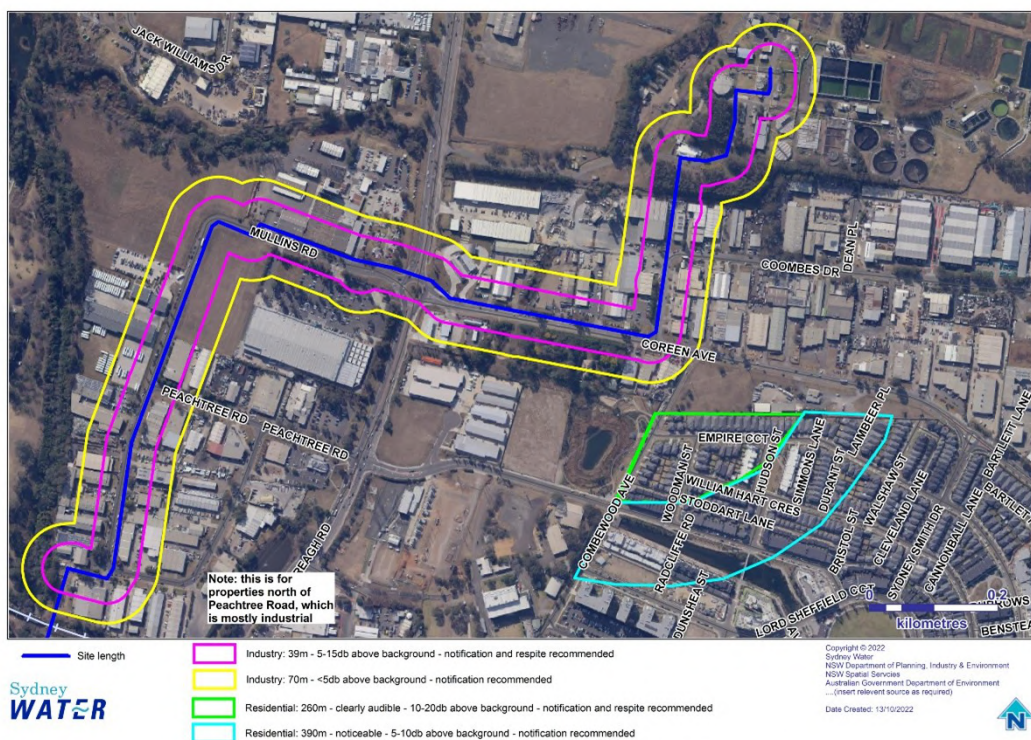 JACK WILLIAMS DR
MULLINS RD
COOMBES DR
DEAN PL
COREEN AVE
PEACHTREE RD
PEACHTREE RD
EMPIRE CCT
HUDSON ST
SIMMONS LANE
LAIMBEER PL
WOODMAN ST
WILLIAM HART CRES
STODDART LANE
DURANT ST
COMBEWOOD AVE
RADCLIFFE RD
DUNSHEA ST
BRISTOL ST
WALSHAW ST
CLEVELAND LANE
SYDNEY SMITH DR
CANNONBALL LANE
BARTLETT LANE
LORD SHEFFIELD CCT
Note: this is for
properties north of
Peachtree Road, which
is mostly industrial
0 0.2
kilometres
Site length
Industry: 39m - 5-15db above background - notification and respite recommended
Industry: 70m - <5db above background - notification recommended
Residential: 260m - clearly audible - 10-20db above background - notification and respite recommended
Residential: 390m - noticeable - 5-10db above background - notification recommended
Sydney
WATER
Copyright © 2022
Sydney Water
NSW Department of Planning, Industry & Environment
NSW Spatial Servcies
Australian Government Department of Environment
....(insert relevent source as required)
Date Created: 13/10/2022
N